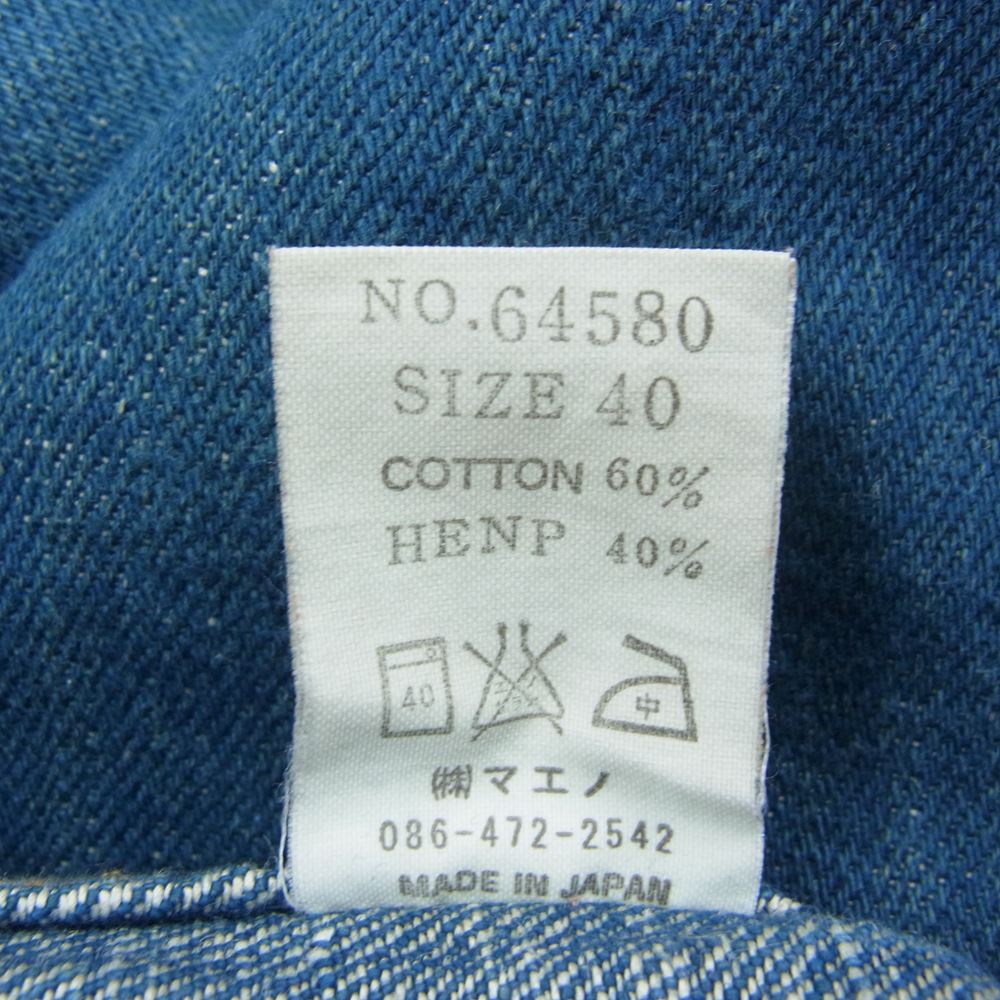 NO.64580
SIZE 40
COTTON 60%
HENP 40%
40 中
㈱マエノ
086-472-2542
MADE IN JAPAN